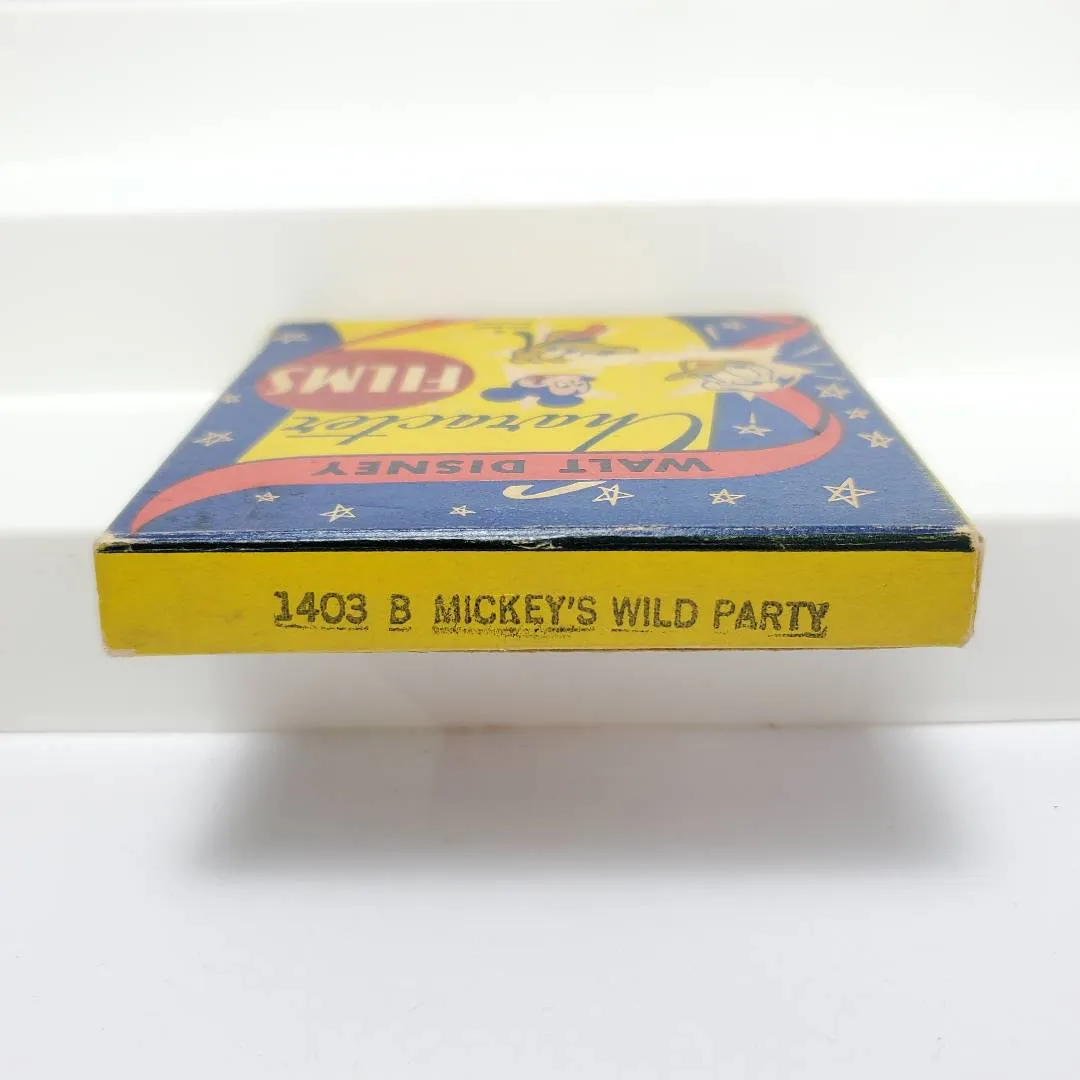 WALT DISNEY
Character
FILMS
1403 B MICKEY'S WILD PARTY